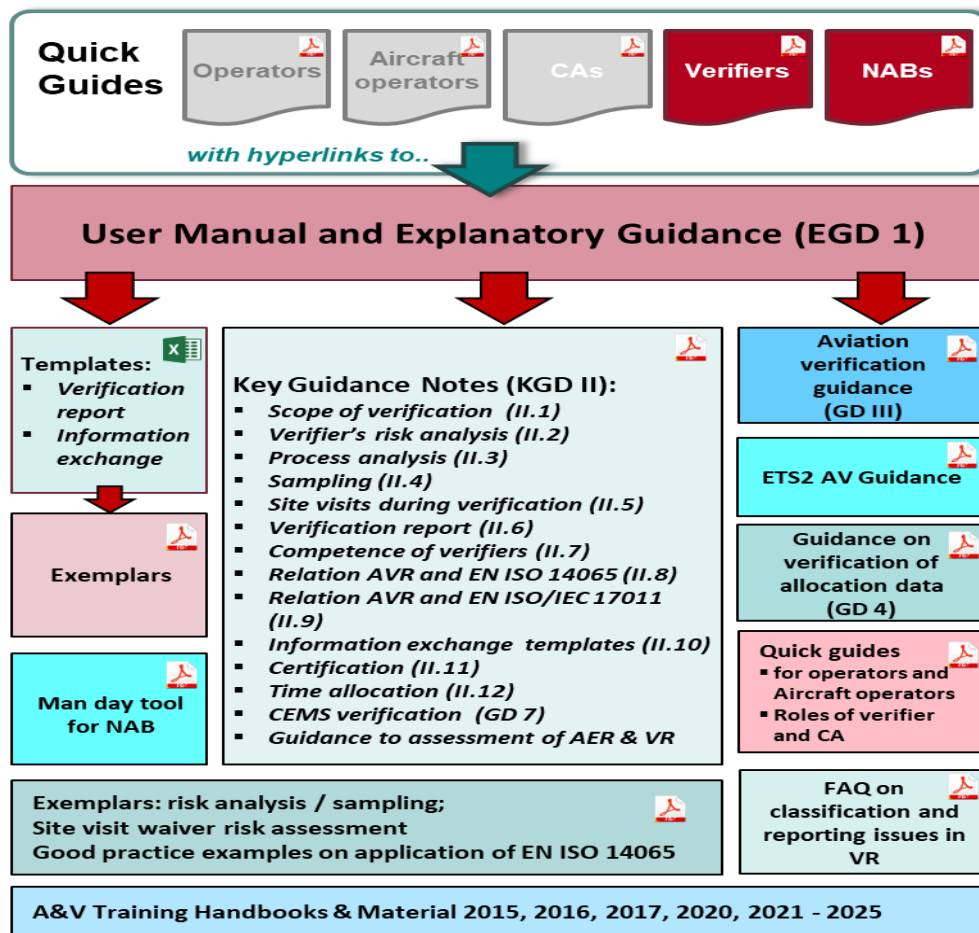 Quick
Guides
Operators
Aircraft
operators
CAs
Verifiers
NABs
with hyperlinks to..
User Manual and Explanatory Guidance (EGD 1)
Templates:
▪ Verification
report
▪ Information
exchange
Exemplars
Man day tool
for NAB
Key Guidance Notes (KGD II):
▪ Scope of verification (II.1)
▪ Verifier's risk analysis (II.2)
▪ Process analysis (II.3)
▪ Sampling (II.4)
▪ Site visits during verification (II.5)
▪ Verification report (II.6)
▪ Competence of verifiers (II.7)
▪ Relation AVR and EN ISO 14065 (II.8)
▪ Relation AVR and EN ISO/IEC 17011
(II.9)
▪ Information exchange templates (II.10)
▪ Certification (II.11)
▪ Time allocation (II.12)
▪ CEMS verification (GD 7)
▪ Guidance to assessment of AER & VR
Aviation
verification
guidance
(GD III)
ETS2 AV Guidance
Guidance on
verification of
allocation data
(GD 4)
Quick guides
▪ for operators and
Aircraft operators
▪ Roles of verifier
and CA
Exemplars: risk analysis / sampling;
Site visit waiver risk assessment
Good practice examples on application of EN ISO 14065
FAQ on
classification and
reporting issues in
VR
A&V Training Handbooks & Material 2015, 2016, 2017, 2020, 2021 - 2025